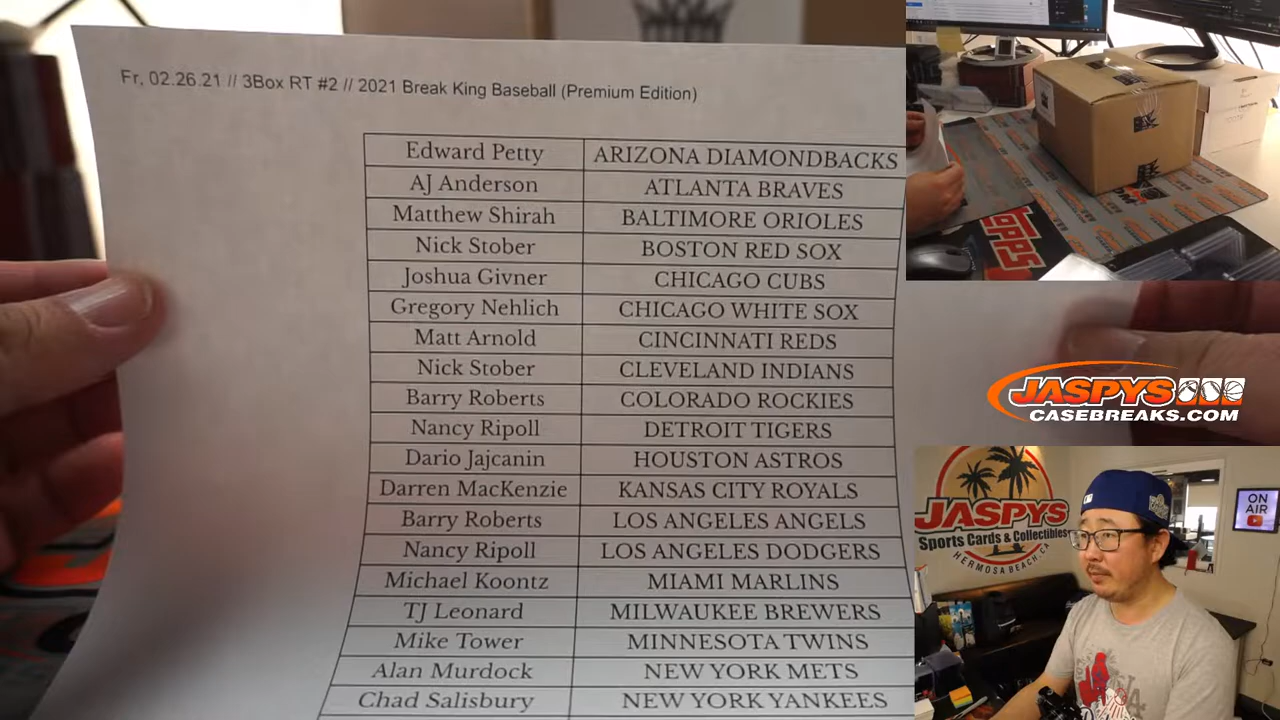 Fr, 02.26.21 // 3Box RT #2 // 2021 Break King Baseball (Premium Edition)
Edward Petty ARIZONA DIAMONDBACKS
AJ Anderson ATLANTA BRAVES
Matthew Shirah BALTIMORE ORIOLES
Nick Stober BOSTON RED SOX
Joshua Givner CHICAGO CUBS
Gregory Nehlich CHICAGO WHITE SOX
Matt Arnold CINCINNATI REDS
Nick Stober CLEVELAND INDIANS
Barry Roberts COLORADO ROCKIES
Nancy Ripoll DETROIT TIGERS
Dario Jajcanin HOUSTON ASTROS
Darren MacKenzie KANSAS CITY ROYALS
Barry Roberts LOS ANGELES ANGELS
Nancy Ripoll LOS ANGELES DODGERS
Michael Koontz MIAMI MARLINS
TJ Leonard MILWAUKEE BREWERS
Mike Tower MINNESOTA TWINS
Alan Murdock NEW YORK METS
Chad Salisbury NEW YORK YANKEES
TOPPS
JASPYS
CASEBREAKS.COM
JASPYS
Sports Cards & Collectibles
HERMOSA BEACH, CA
ON
AIR